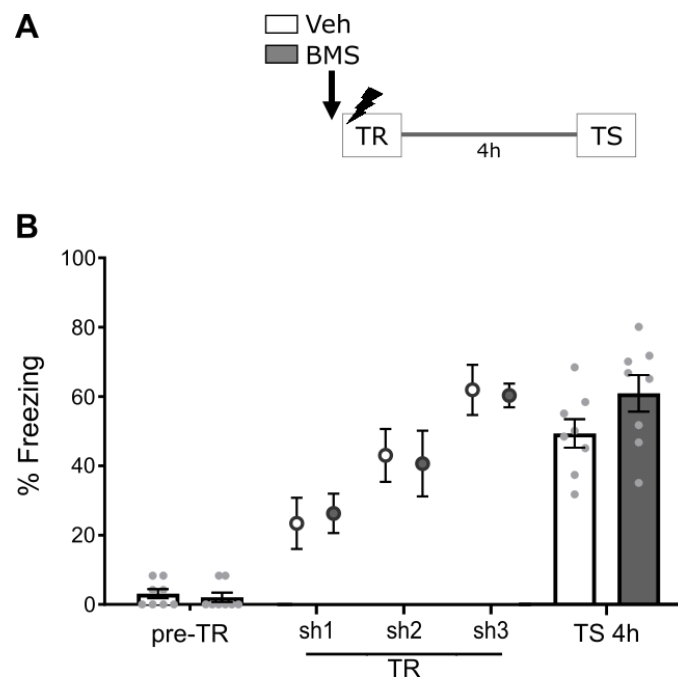 A
Veh
BMS
TR
4h
TS
B
% Freezing
100
80
60
40
20
0
pre-TR
sh1
sh2
sh3
TS 4h
TR